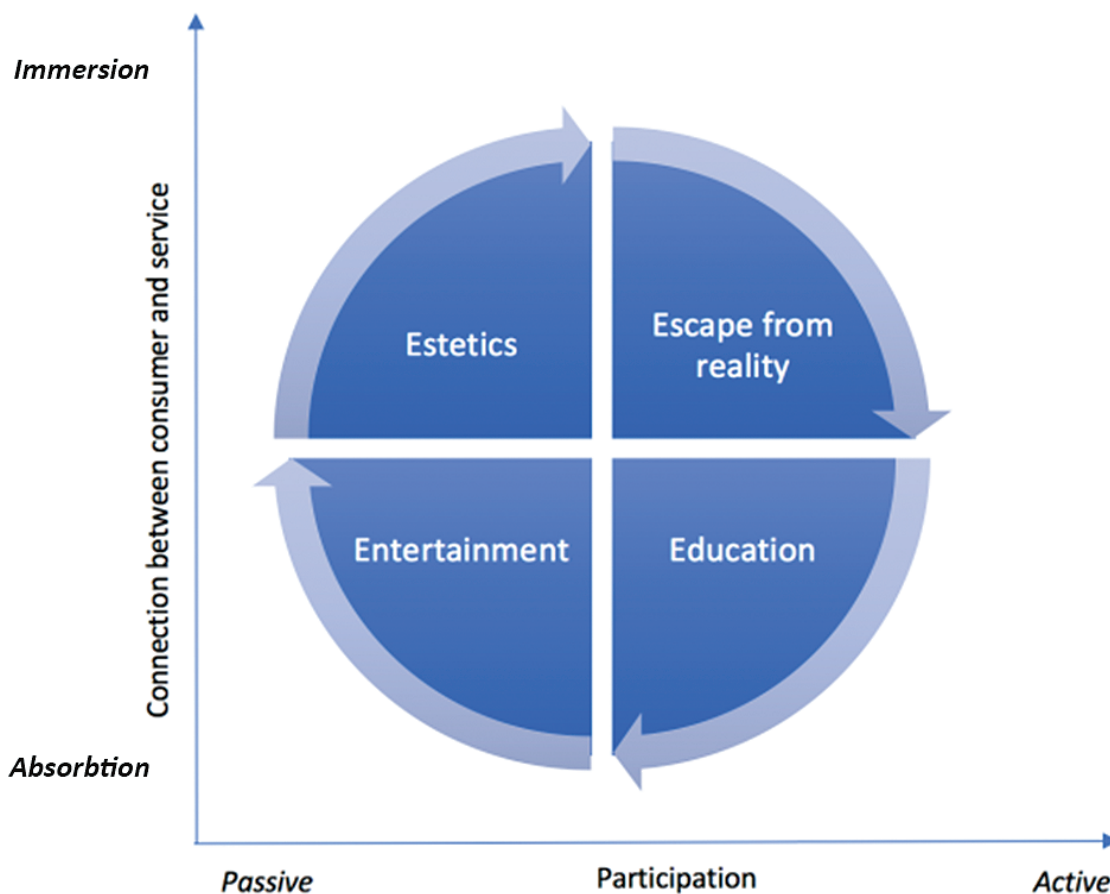 Immersion
Connection between consumer and service
Estetics
Escape from
reality
Entertainment
Education
Absorbtion
Passive
Participation
Active